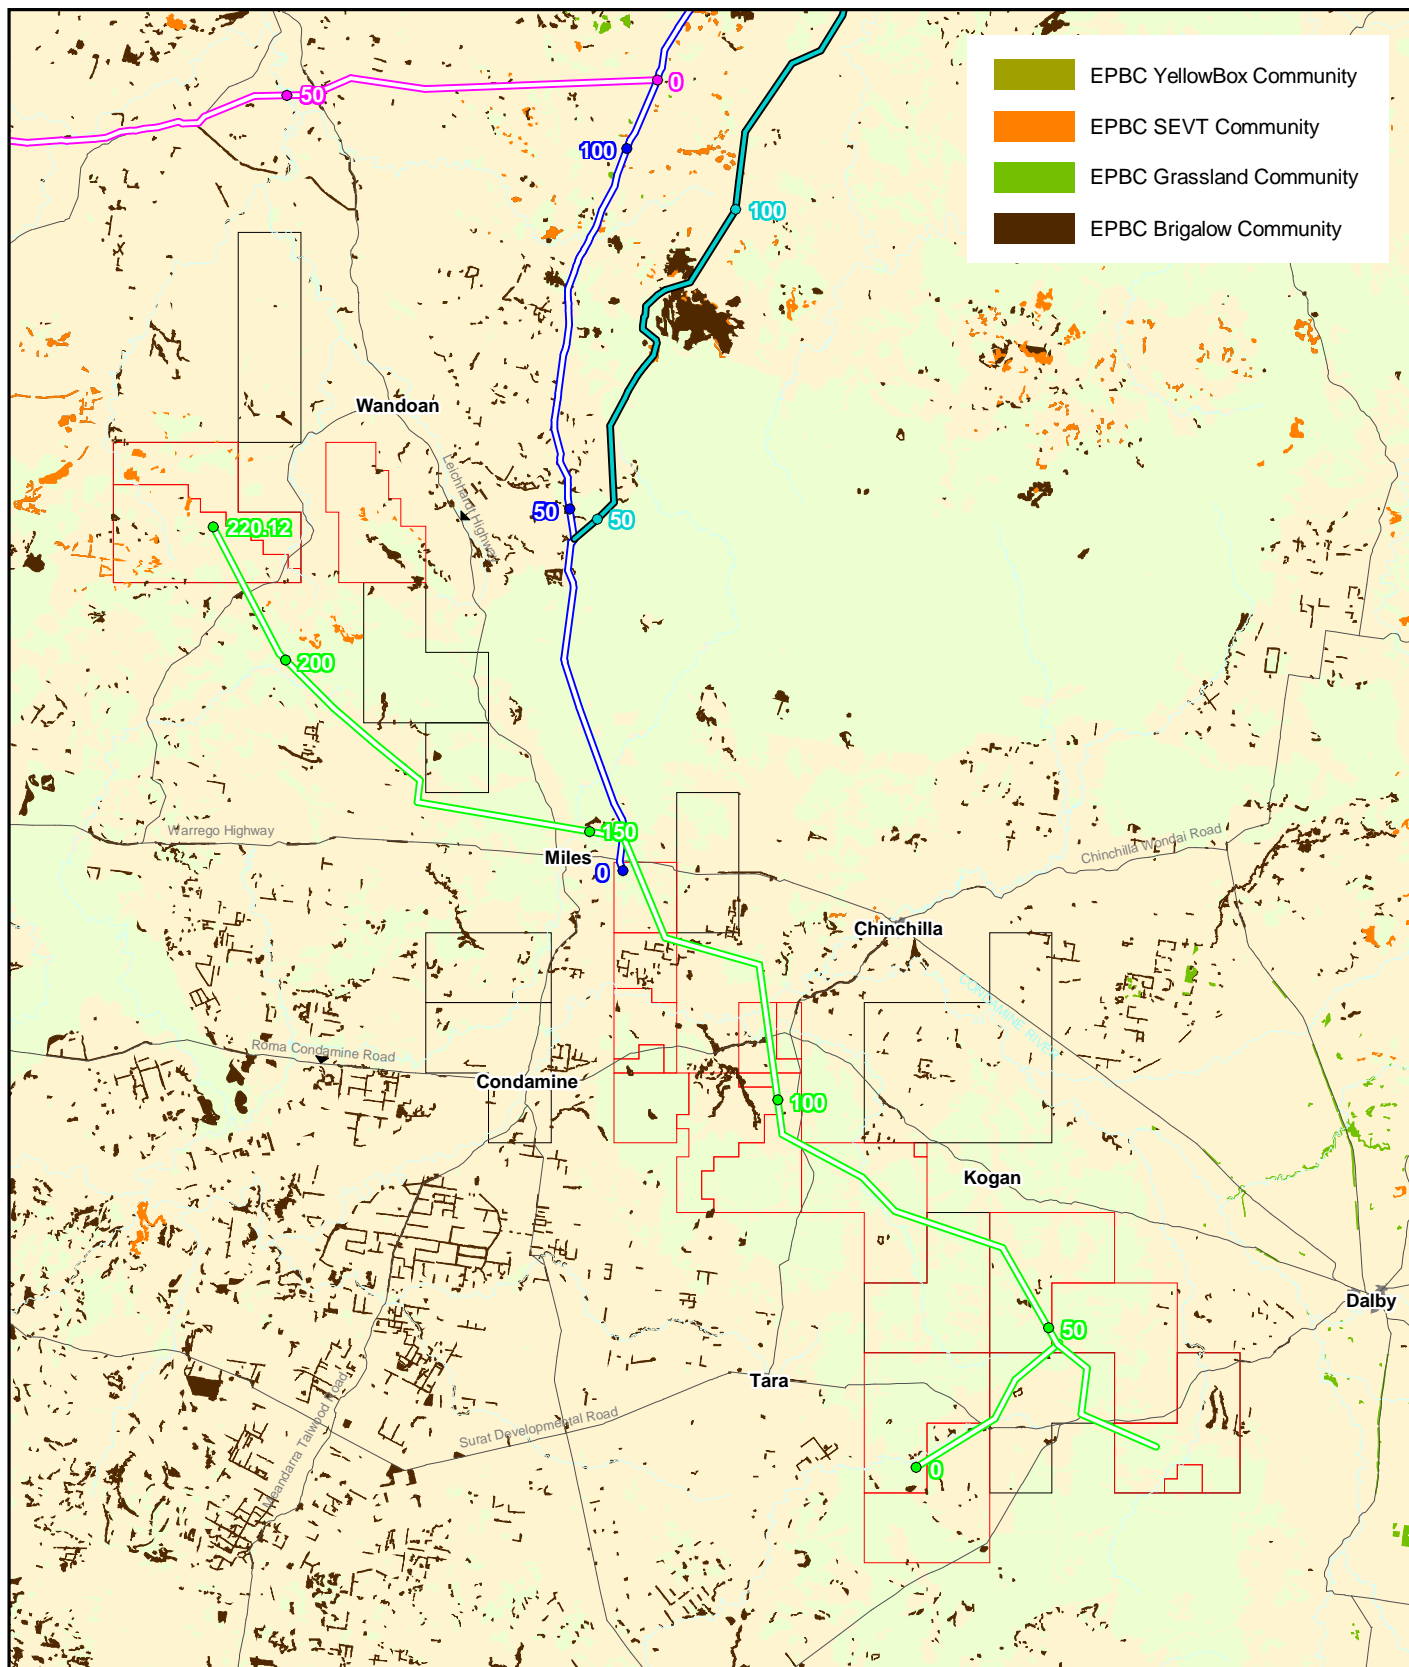 EPBC YellowBox Community
EPBC SEVT Community
EPBC Grassland Community
EPBC Brigalow Community
0
50
100
100
Wandoan
Leichhardt Highway
50
50
220.12
200
Warrego Highway
150
Miles
0
Chinchilla Wondai Road
Chinchilla
CONDAMINE RIVER
Roma Condamine Road
Condamine
100
Kogan
Dalby
50
Tara
Meandarra Talwood Road
Surat Developmental Road
0